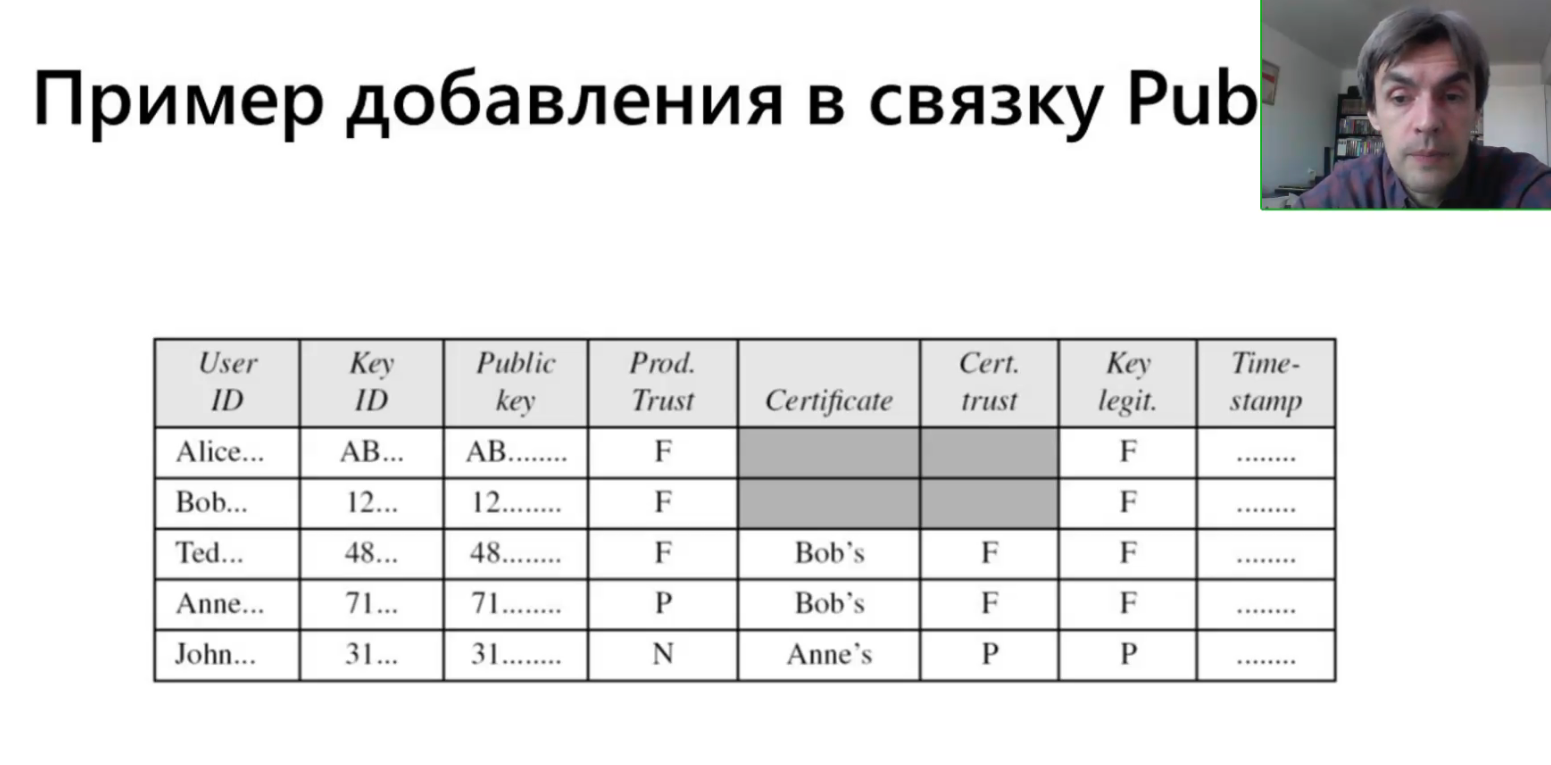 Пример добавления в связку Pub
User ID Key ID Public key Prod. Trust Certificate Cert. trust Key legit. Time-stamp
Alice... AB... AB........ F F ........
Bob... 12... 12........ F F ........
Ted... 48... 48........ F Bob's F F ........
Anne... 71... 71........ P Bob's F F ........
John... 31... 31........ N Anne's P P ........